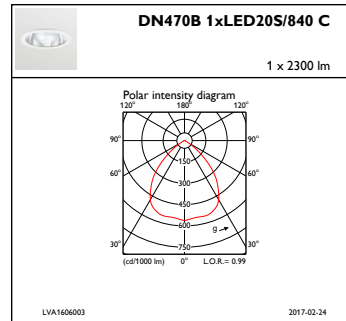 DN470B 1xLED20S/840 C
1 x 2300 lm
Polar intensity diagram
120° 180° 120°
90° 90°
150
60° 300 60°
450
600
g
750
30° 30°
(cd/1000 lm) 0° L.O.R.= 0.99
LVA1606003 2017-02-24